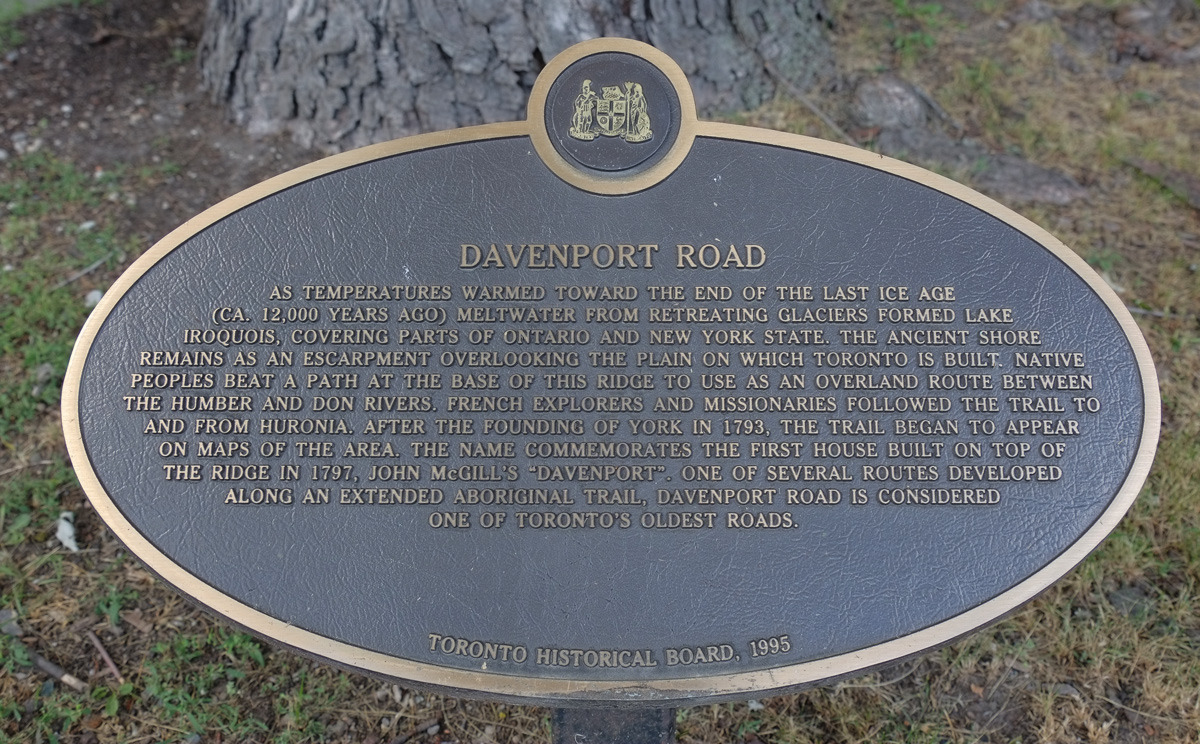 DAVENPORT ROAD
AS TEMPERATURES WARMED TOWARD THE END OF THE LAST ICE AGE
(CA. 12,000 YEARS AGO) MELTWATER FROM RETREATING GLACIERS FORMED LAKE
IROQUOIS, COVERING PARTS OF ONTARIO AND NEW YORK STATE. THE ANCIENT SHORE
REMAINS AS AN ESCARPMENT OVERLOOKING THE PLAIN ON WHICH TORONTO IS BUILT. NATIVE
PEOPLES BEAT A PATH AT THE BASE OF THIS RIDGE TO USE AS AN OVERLAND ROUTE BETWEEN
THE HUMBER AND DON RIVERS. FRENCH EXPLORERS AND MISSIONARIES FOLLOWED THE TRAIL TO
AND FROM HURONIA. AFTER THE FOUNDING OF YORK IN 1793, THE TRAIL BEGAN TO APPEAR
ON MAPS OF THE AREA. THE NAME COMMEMORATES THE FIRST HOUSE BUILT ON TOP OF
THE RIDGE IN 1797, JOHN McGILL'S “DAVENPORT”. ONE OF SEVERAL ROUTES DEVELOPED
ALONG AN EXTENDED ABORIGINAL TRAIL, DAVENPORT ROAD IS CONSIDERED
ONE OF TORONTO'S OLDEST ROADS.
TORONTO HISTORICAL BOARD, 1995